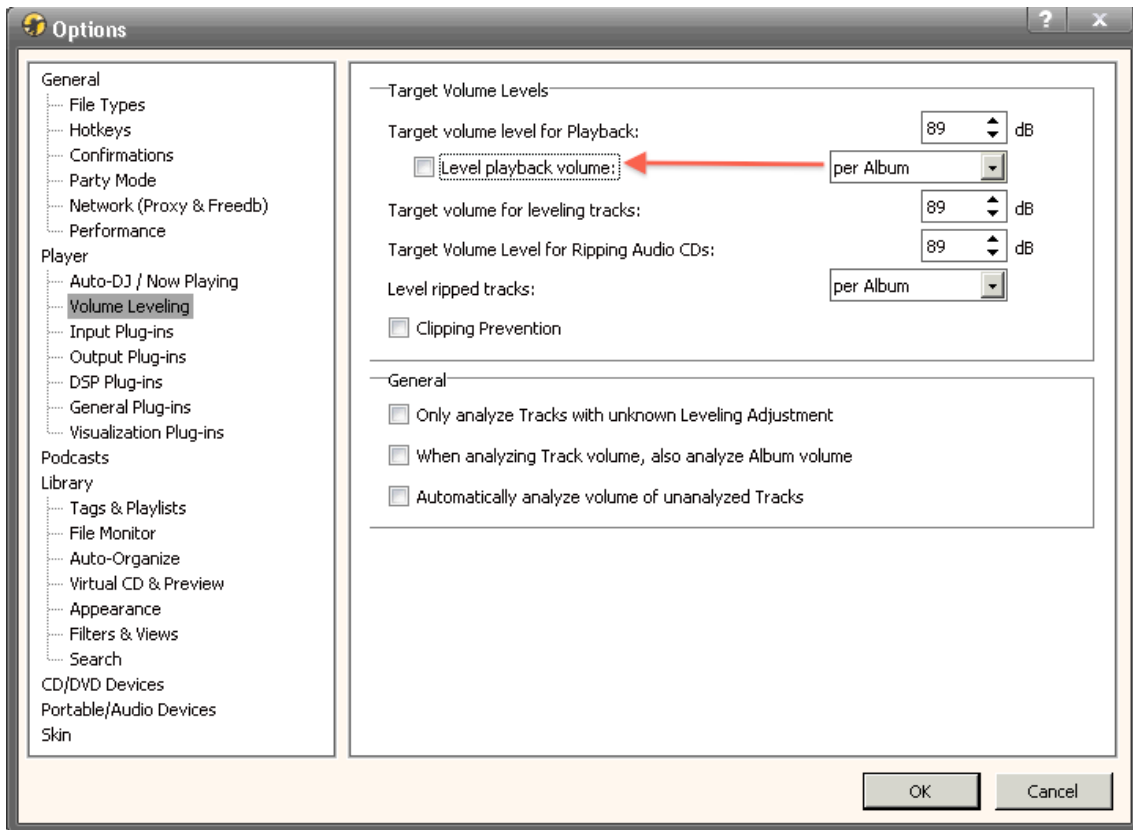 Options
? x
General
File Types
Hotkeys
Confirmations
Party Mode
Network (Proxy & Freedb)
Performance
Player
Auto-DJ / Now Playing
Volume Leveling
Input Plug-ins
Output Plug-ins
DSP Plug-ins
General Plug-ins
Visualization Plug-ins
Podcasts
Library
Tags & Playlists
File Monitor
Auto-Organize
Virtual CD & Preview
Appearance
Filters & Views
Search
CD/DVD Devices
Portable/Audio Devices
Skin
Target Volume Levels
Target volume level for Playback: 89 dB
Level playback volume: per Album
Target volume for leveling tracks: 89 dB
Target Volume Level for Ripping Audio CDs: 89 dB
Level ripped tracks: per Album
Clipping Prevention
General
Only analyze Tracks with unknown Leveling Adjustment
When analyzing Track volume, also analyze Album volume
Automatically analyze volume of unanalyzed Tracks
OK Cancel